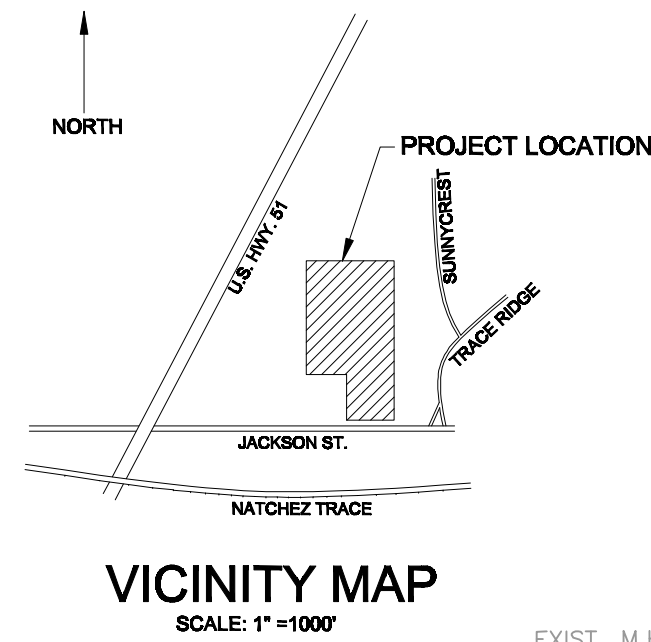 NORTH
PROJECT LOCATION
SUNNYCREST
U.S. HWY. 51
TRACE RIDGE
JACKSON ST.
NATCHEZ TRACE
VICINITY MAP
SCALE: 1" =1000'
EXIST.